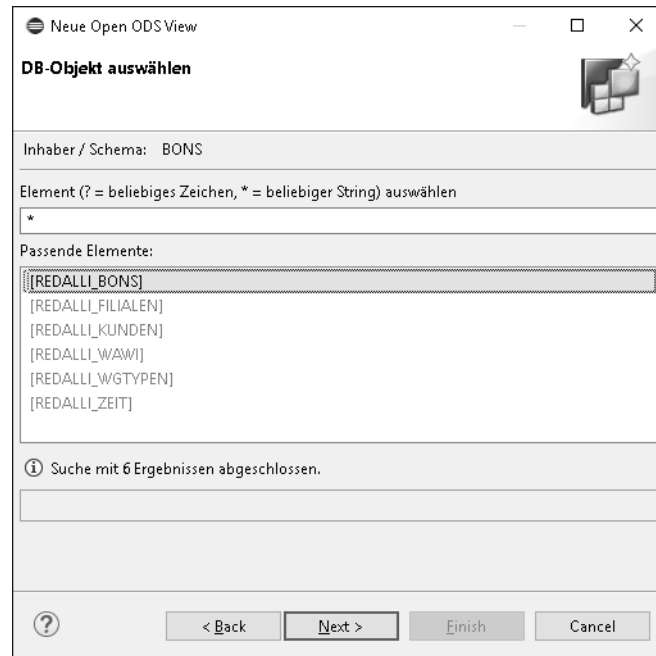 Neue Open ODS View
DB-Objekt auswählen
Inhaber / Schema: BONS
Element (? = beliebiges Zeichen, * = beliebiger String) auswählen
*
Passende Elemente:
[REDALLI_BONS]
[REDALLI_FILIALEN]
[REDALLI_KUNDEN]
[REDALLI_WAWI]
[REDALLI_WGTYPEN]
[REDALLI_ZEIT]
Suche mit 6 Ergebnissen abgeschlossen.
< Back Next > Finish Cancel